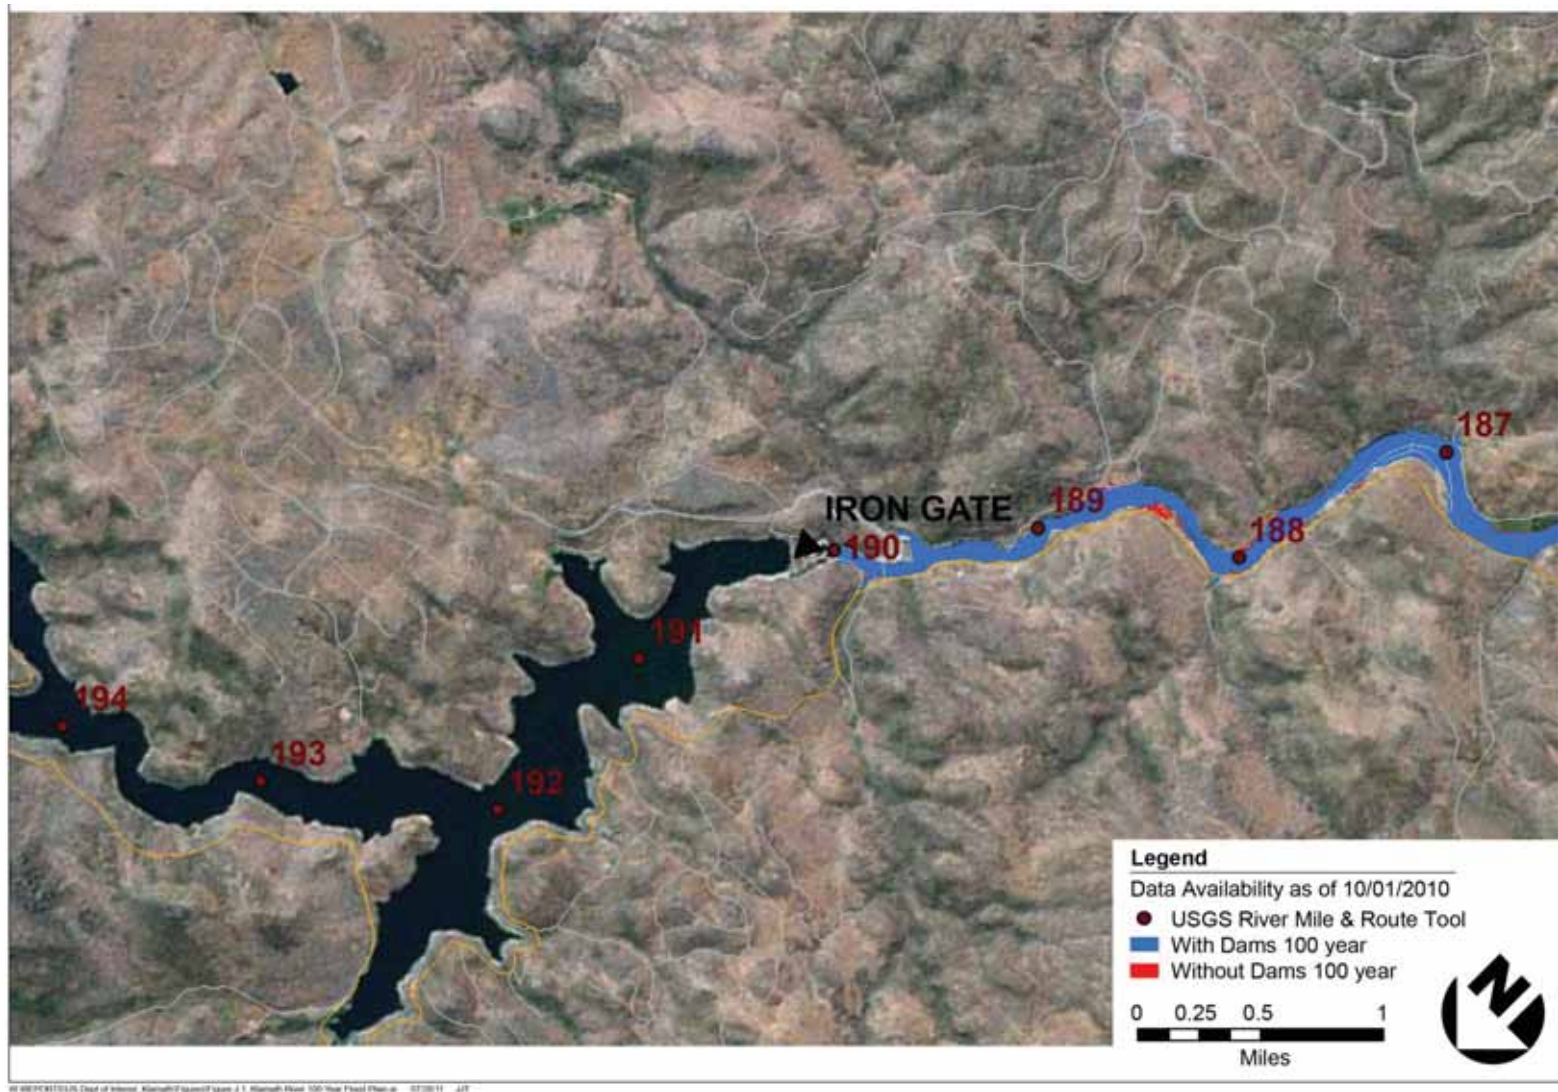 187
IRON GATE
189
190
188
191
194
193
192
Legend
Data Availability as of 10/01/2010
USGS River Mile & Route Tool
With Dams 100 year
Without Dams 100 year
0 0.25 0.5 1
Miles
N